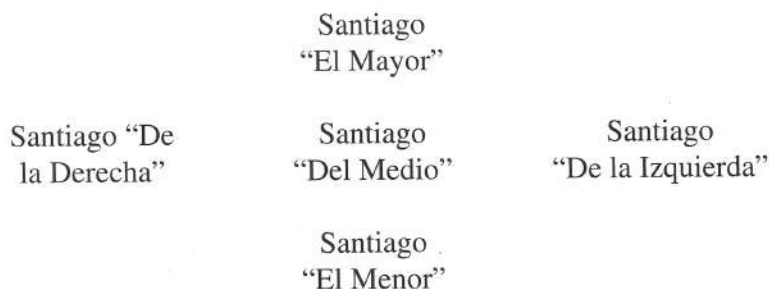 Santiago
“El Mayor”
Santiago “De
la Derecha”
Santiago
“Del Medio”
Santiago
“De la Izquierda”
Santiago
“El Menor”